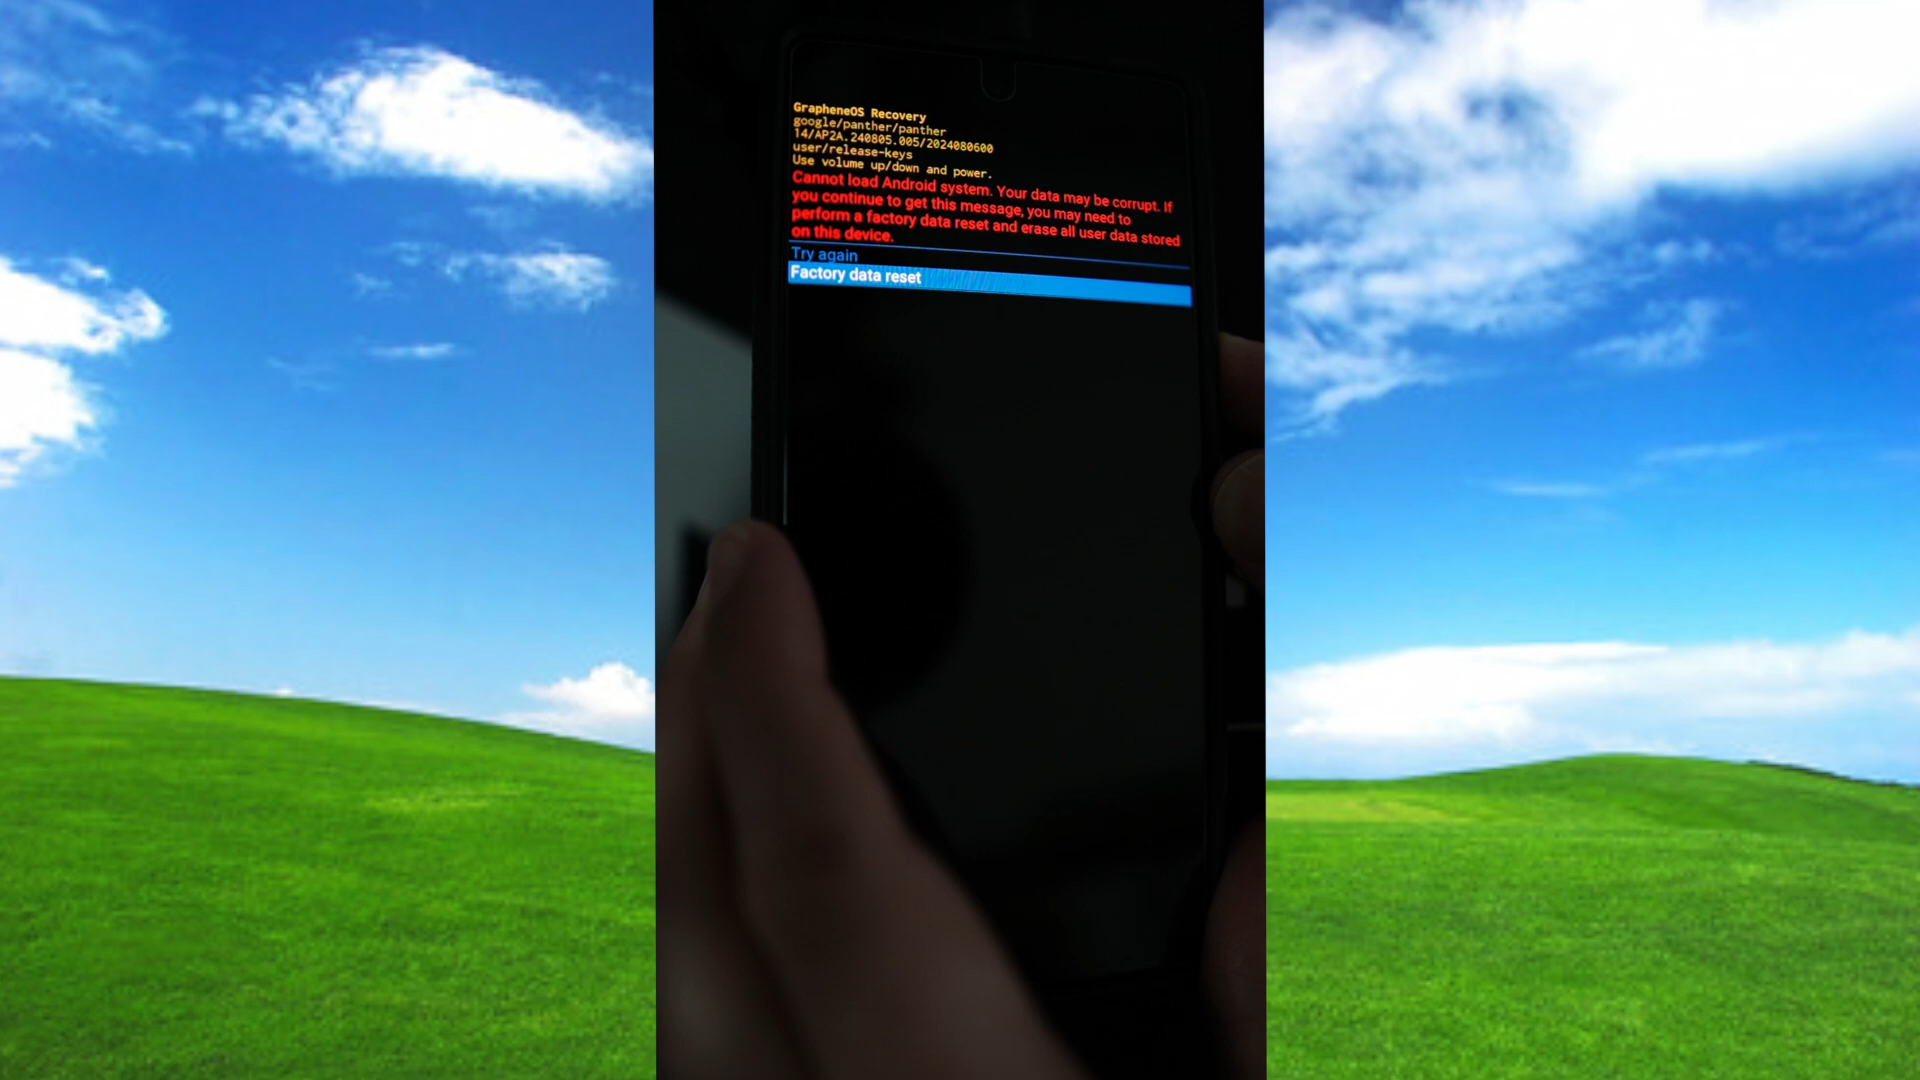 GrapheneOS Recovery
google/panther/panther
14/AP2A.240805.005/2024080600
user/release-keys
Use volume up/down and power.
Cannot load Android system. Your data may be corrupt. If
you continue to get this message, you may need to
perform a factory data reset and erase all user data stored
on this device.
Try again
Factory data reset